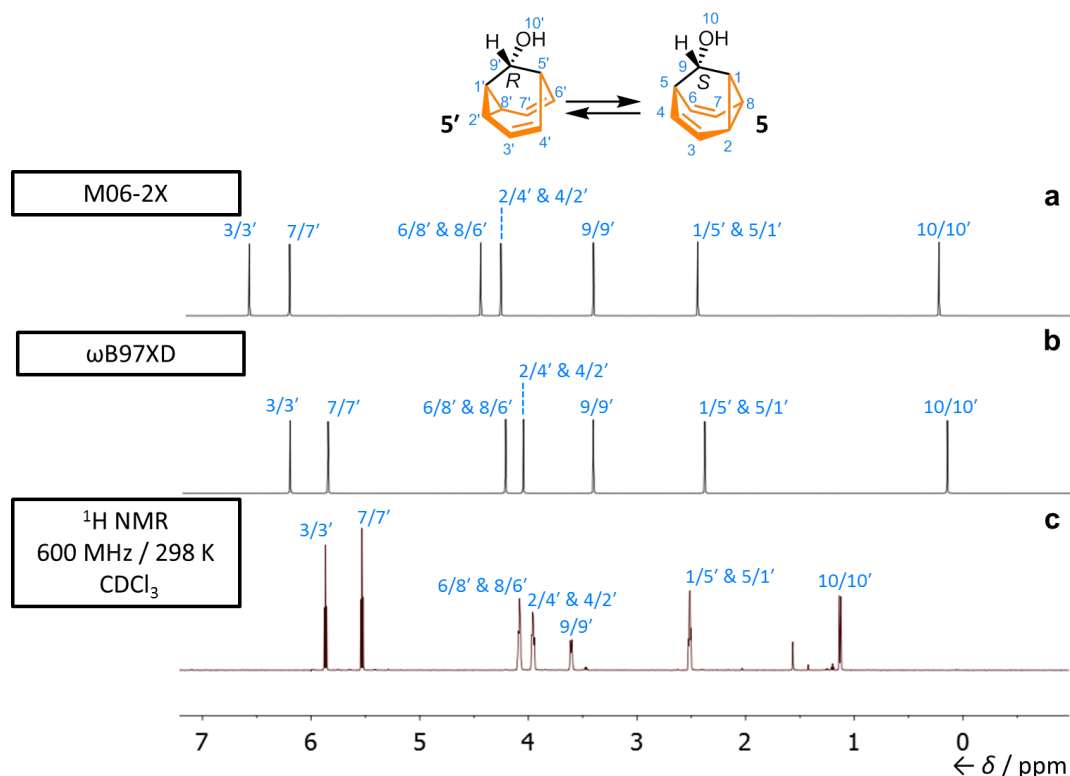 10' 10
H OH H OH
9' 5' 9 1
R S
1' 5
8' 7' 6' 6 7 8
5' 2' 4 5
3' 4' 3 2
M06-2X
a
2/4' & 4/2'
3/3' 7/7' 6/8' & 8/6' 9/9' 1/5' & 5/1' 10/10'
b
ωB97XD
2/4' & 4/2'
3/3' 7/7' 6/8' & 8/6' 9/9' 1/5' & 5/1' 10/10'
¹H NMR
600 MHz / 298 K
CDCl₃
c
7/7'
3/3'
6/8' & 8/6' 1/5' & 5/1' 10/10'
2/4' & 4/2'
9/9'
7 6 5 4 3 2 1 0
← δ / ppm